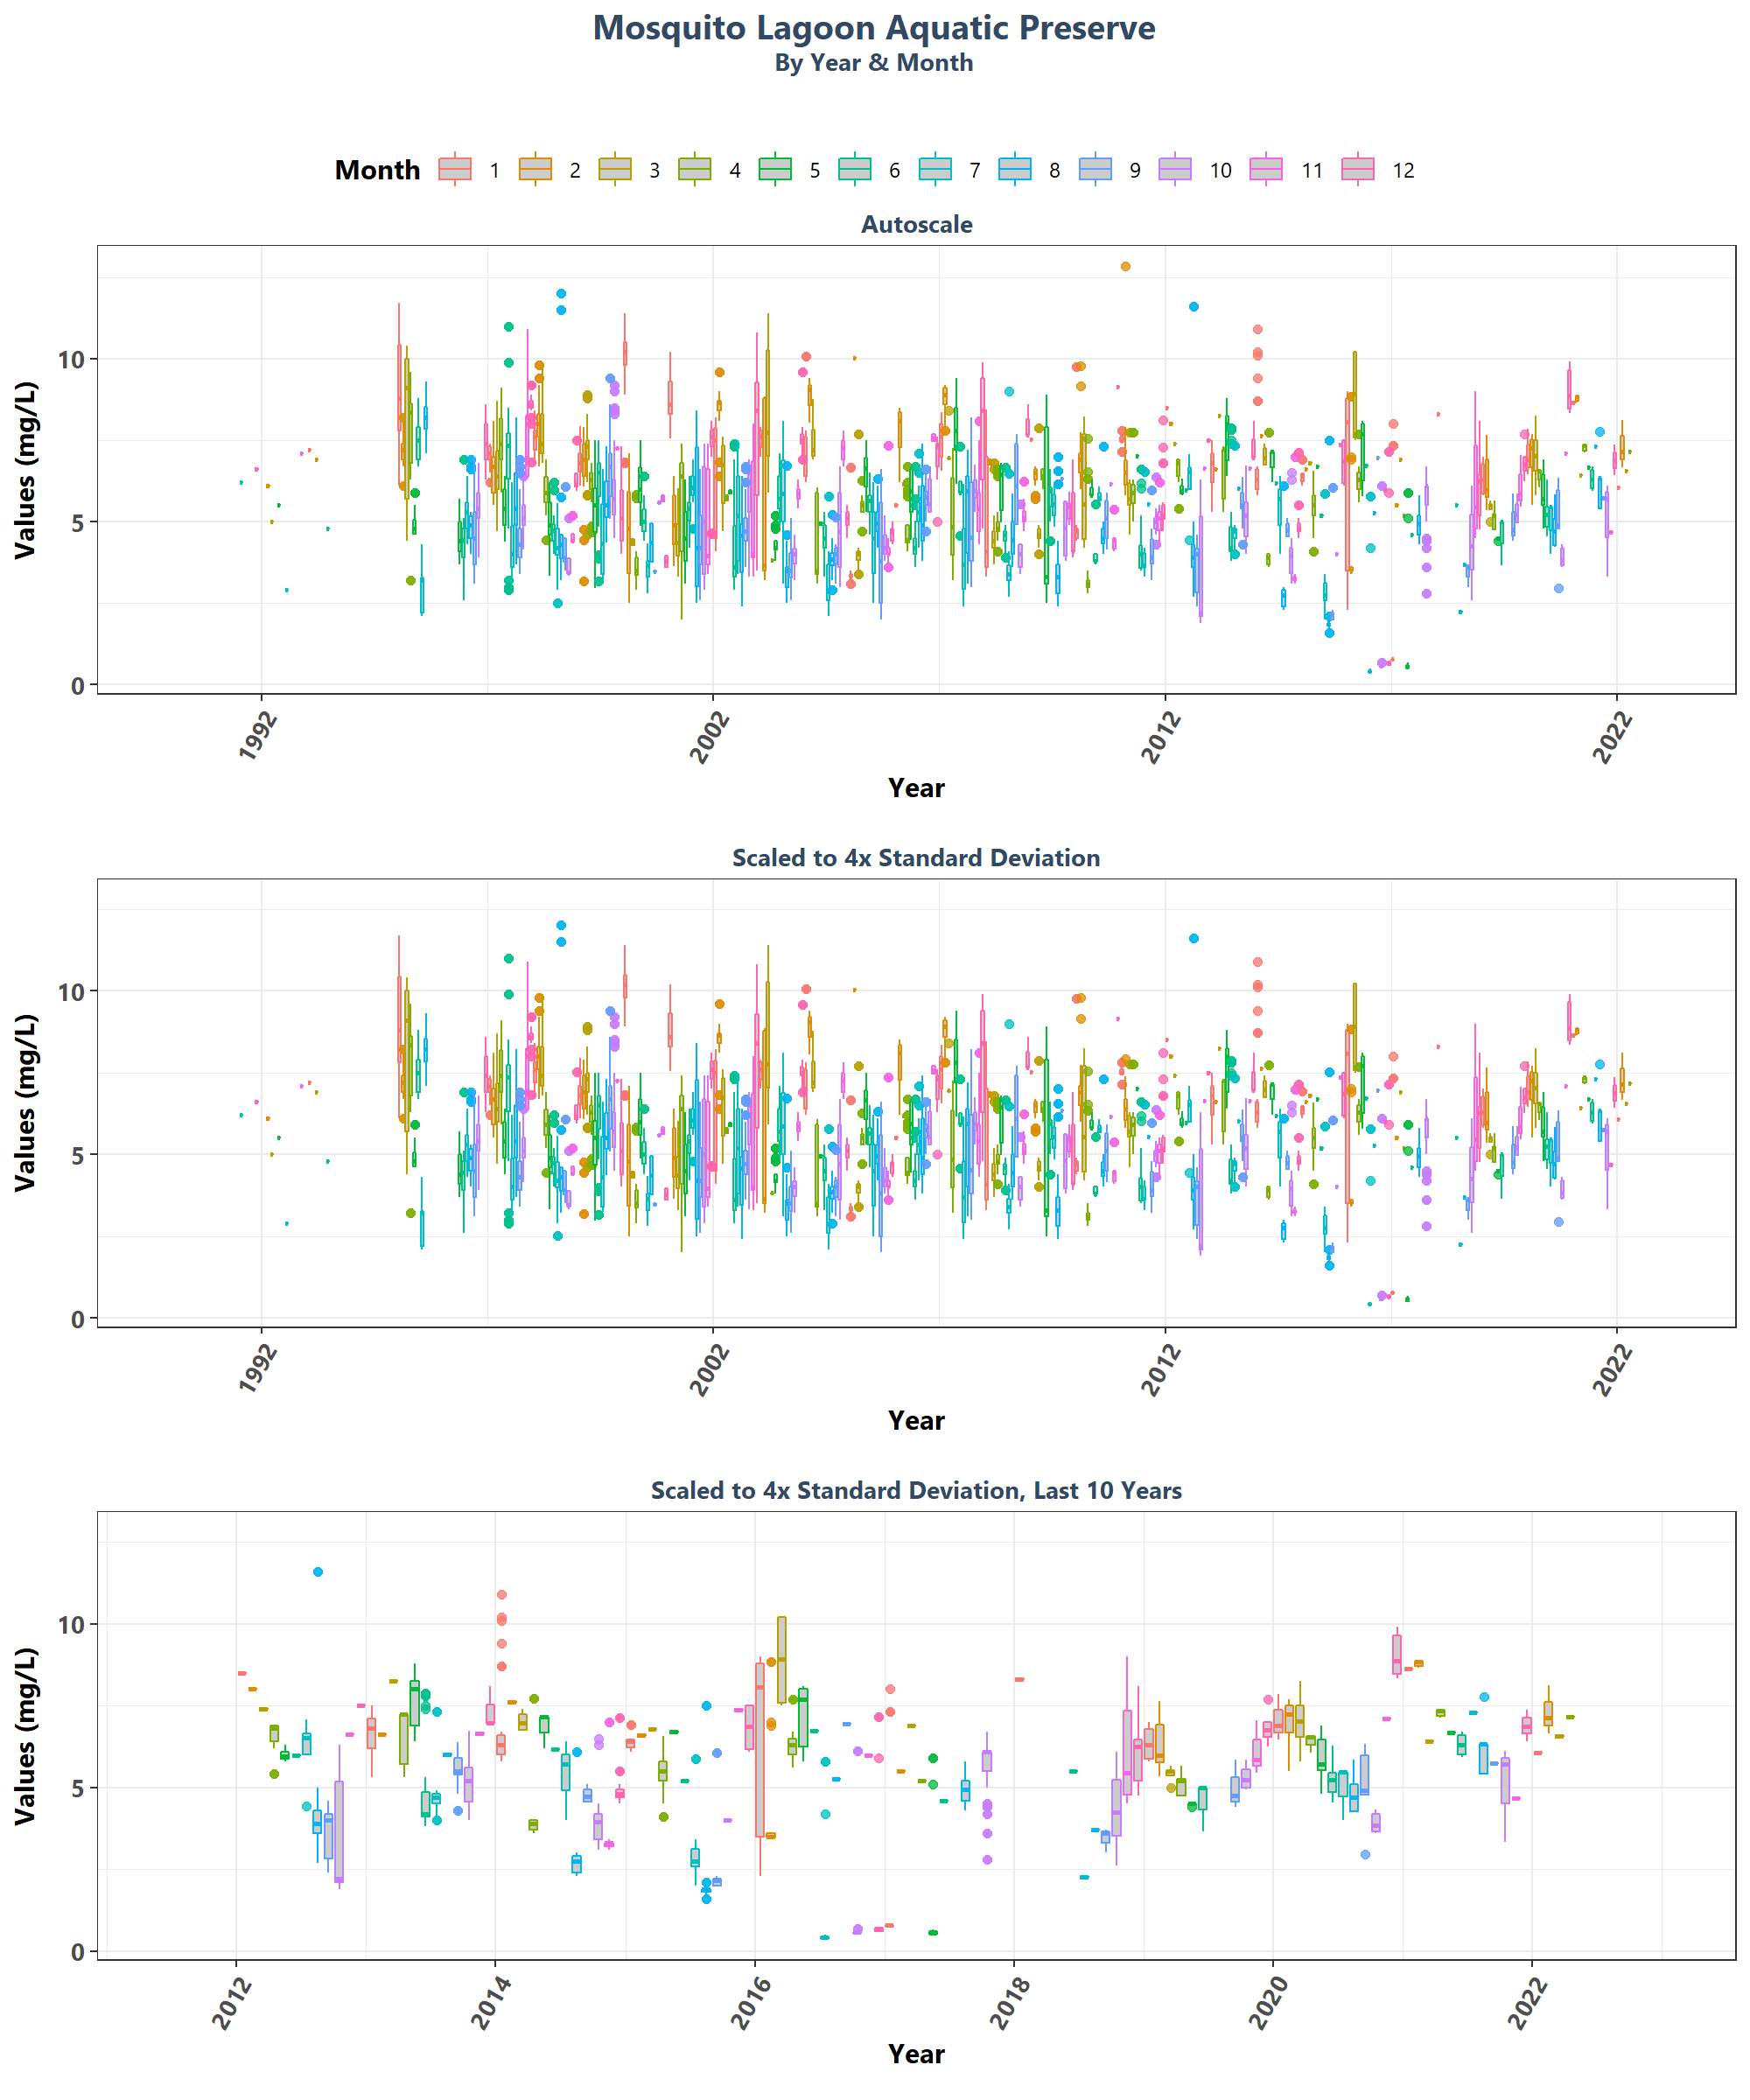 Mosquito Lagoon Aquatic Preserve
By Year & Month
Month 1 2 3 4 5 6 7 8 9 10 11 12
Autoscale
Values (mg/L)
10
5
0
1992 2002 2012 2022
Year
Scaled to 4x Standard Deviation
Values (mg/L)
10
5
0
1992 2002 2012 2022
Year
Scaled to 4x Standard Deviation, Last 10 Years
Values (mg/L)
10
5
0
2012 2014 2016 2018 2020 2022
Year